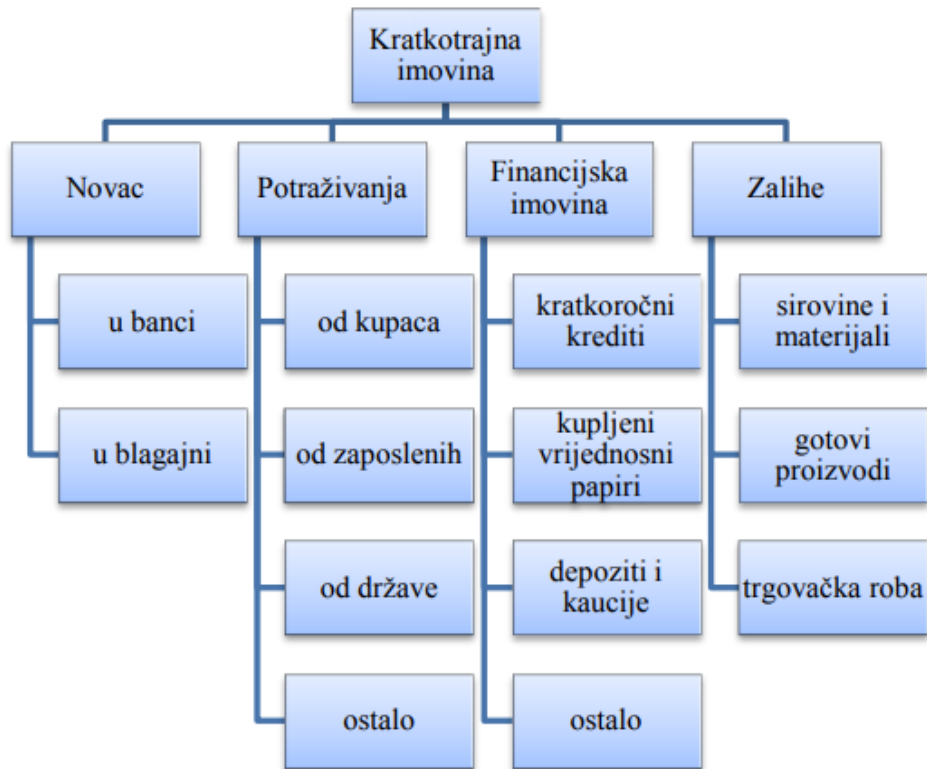 Kratkotrajna
imovina
Novac
u banci
u blagajni
Potraživanja
od kupaca
od zaposlenih
od države
ostalo
Financijska
imovina
kratkoročni
krediti
kupljeni
vrijednosni
papiri
depoziti i
kaucije
ostalo
Zalihe
sirovine i
materijali
gotovi
proizvodi
trgovačka roba